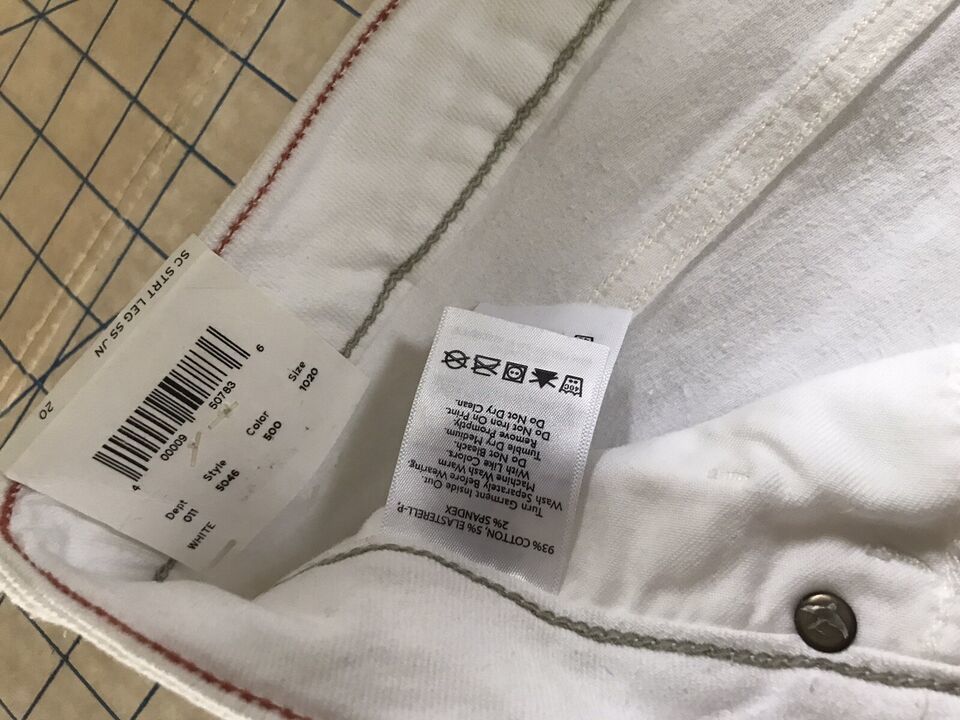 SC STRT LEG SS JN
20
4 00009 50783 6
Dept Style Color Size
011 5046 500 1020
WHITE
93% COTTON, 5% ELASTERELL-P,
2% SPANDEX
Turn Garment Inside Out.
Wash Separately Before Wearing
Machine Wash Warm
With Like Colors.
Do Not Bleach.
Tumble Dry Medium.
Remove Promptly.
Do Not Iron On Print.
Do Not Dry Clean.
40C